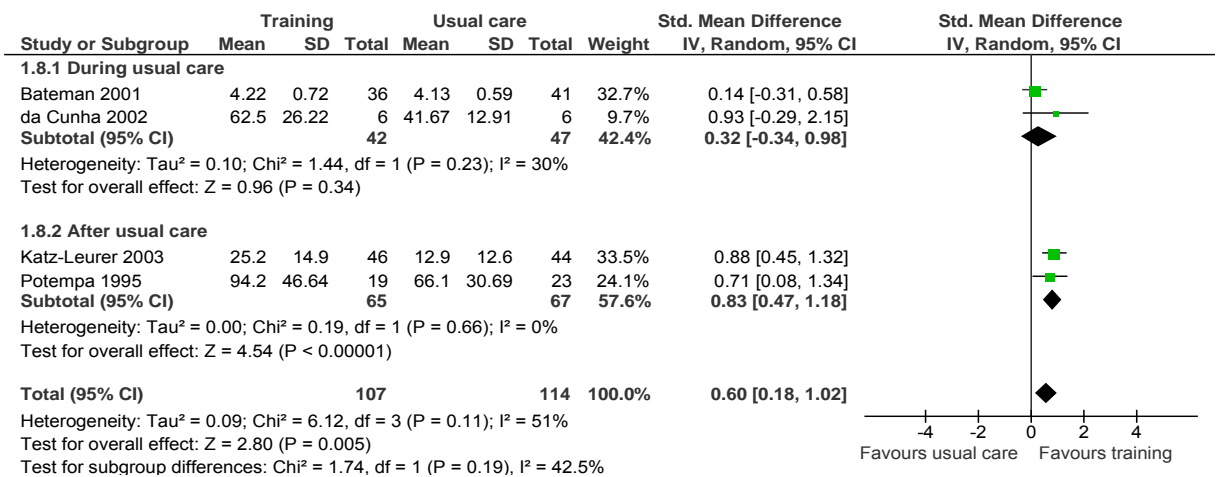 Training Usual care Std. Mean Difference Std. Mean Difference
Study or Subgroup Mean SD Total Mean SD Total Weight IV, Random, 95% CI IV, Random, 95% CI
1.8.1 During usual care
Bateman 2001 4.22 0.72 36 4.13 0.59 41 32.7% 0.14 [-0.31, 0.58]
da Cunha 2002 62.5 26.22 6 41.67 12.91 6 9.7% 0.93 [-0.29, 2.15]
Subtotal (95% CI) 42 47 42.4% 0.32 [-0.34, 0.98]
Heterogeneity: Tau² = 0.10; Chi² = 1.44, df = 1 (P = 0.23); I² = 30%
Test for overall effect: Z = 0.96 (P = 0.34)
1.8.2 After usual care
Katz-Leurer 2003 25.2 14.9 46 12.9 12.6 44 33.5% 0.88 [0.45, 1.32]
Potempa 1995 94.2 46.64 19 66.1 30.69 23 24.1% 0.71 [0.08, 1.34]
Subtotal (95% CI) 65 67 57.6% 0.83 [0.47, 1.18]
Heterogeneity: Tau² = 0.00; Chi² = 0.19, df = 1 (P = 0.66); I² = 0%
Test for overall effect: Z = 4.54 (P < 0.00001)
Total (95% CI) 107 114 100.0% 0.60 [0.18, 1.02]
Heterogeneity: Tau² = 0.09; Chi² = 6.12, df = 3 (P = 0.11); I² = 51%
Test for overall effect: Z = 2.80 (P = 0.005)
Test for subgroup differences: Chi² = 1.74, df = 1 (P = 0.19), I² = 42.5%
-4 -2 0 2 4
Favours usual care Favours training